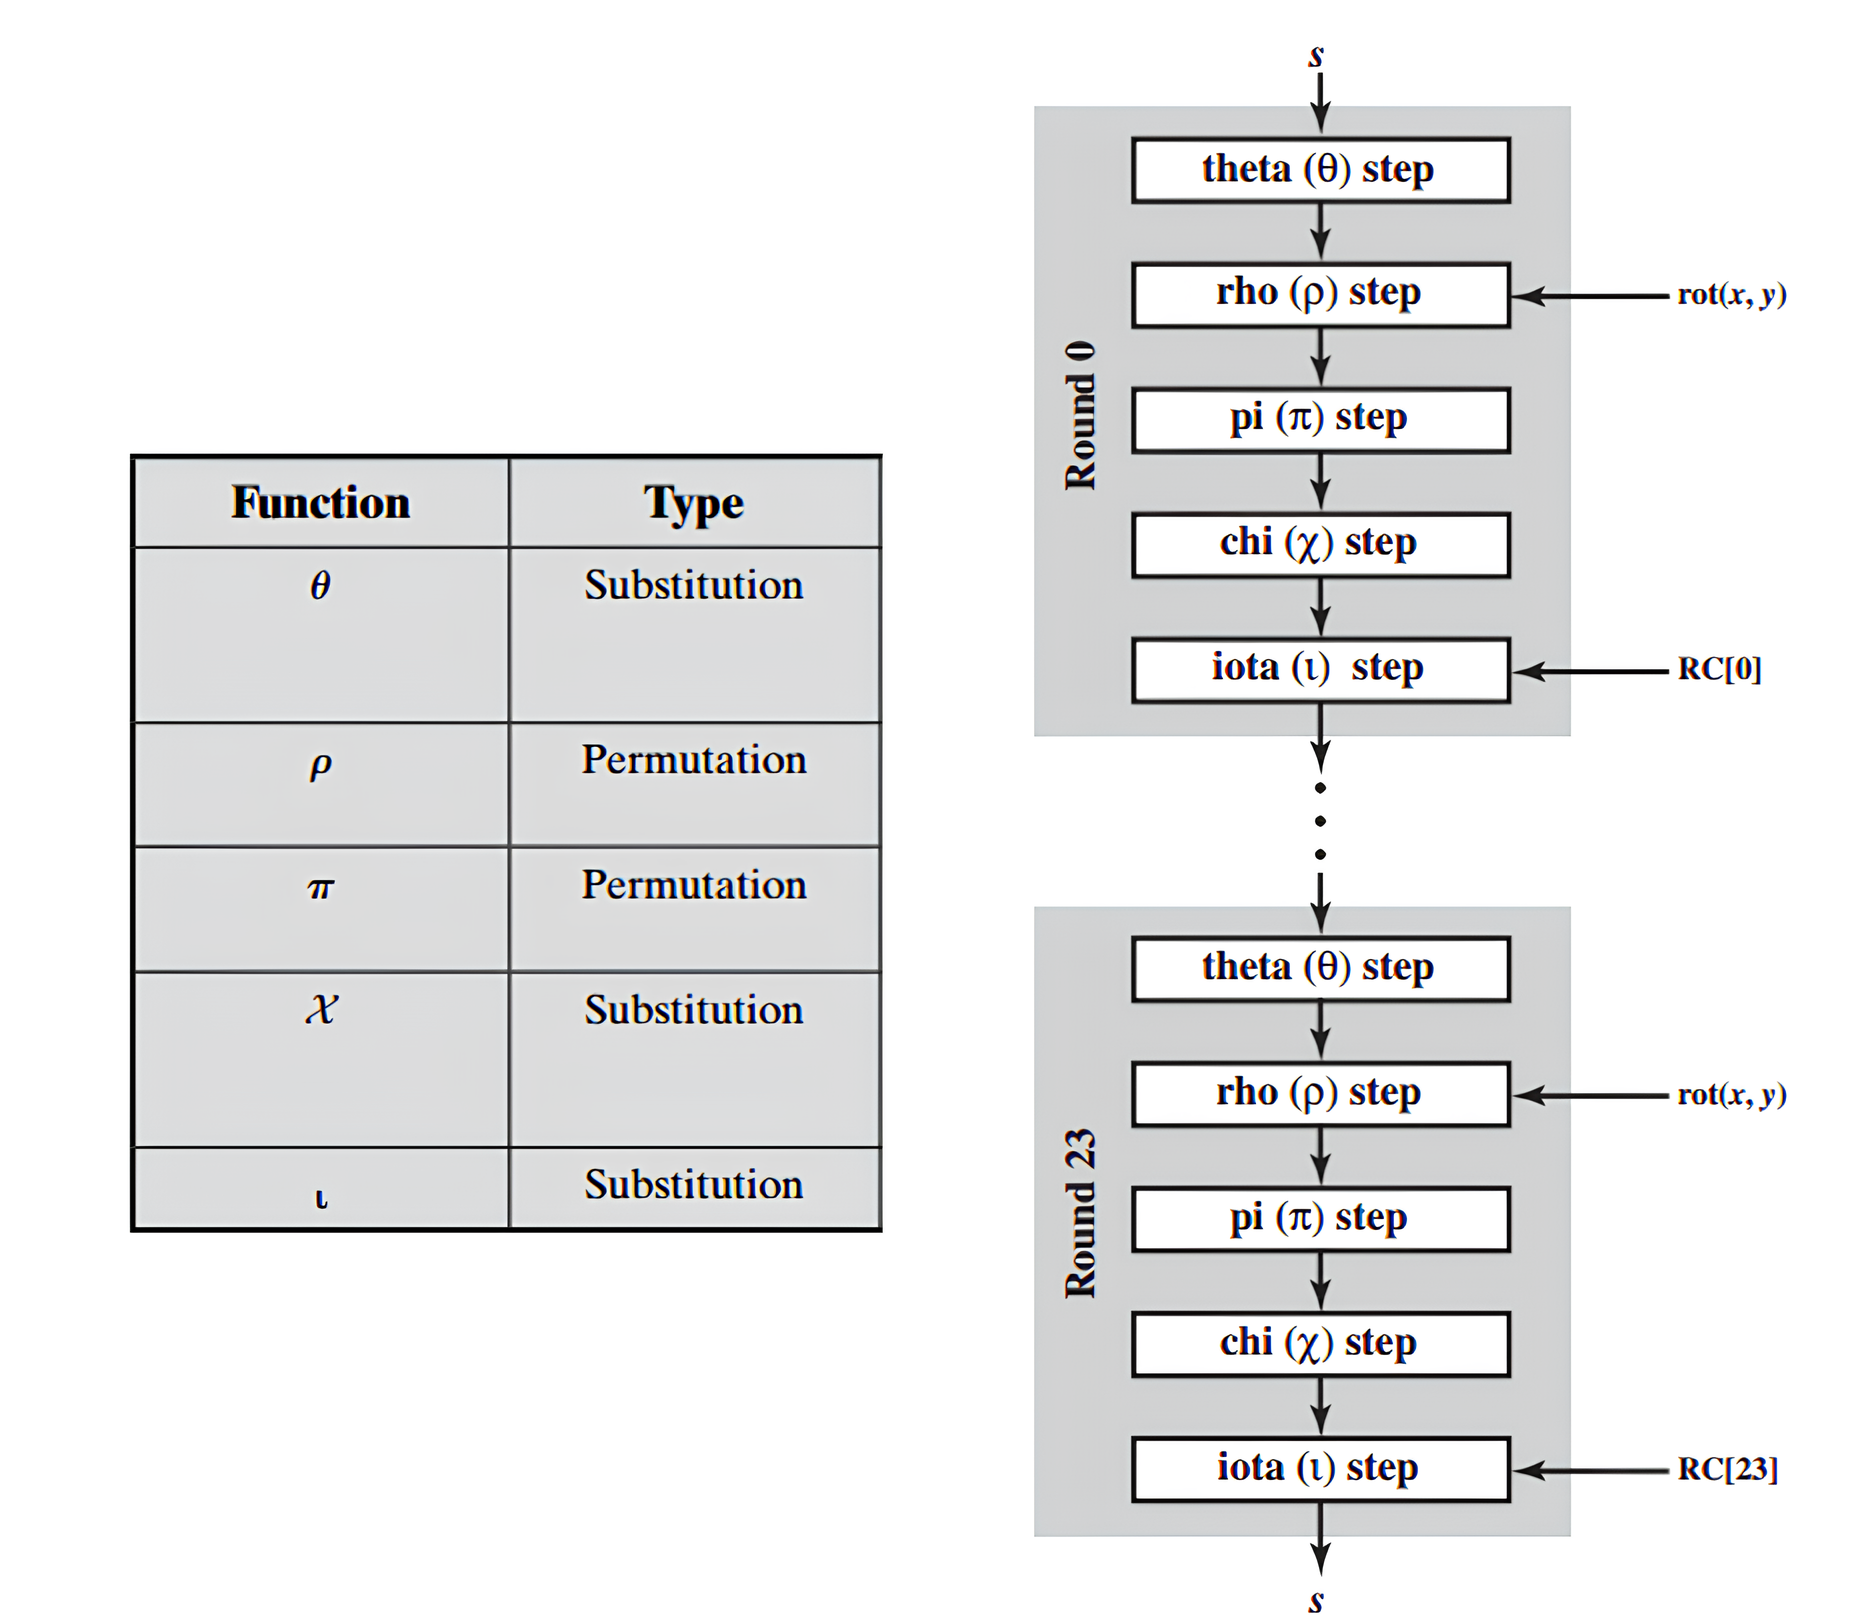 Function Type
θ Substitution
ρ Permutation
π Permutation
χ Substitution
ι Substitution
s
Round 0
theta (θ) step
rho (ρ) step
rot(x, y)
pi (π) step
chi (χ) step
iota (ι) step
RC[0]
Round 23
theta (θ) step
rho (ρ) step
rot(x, y)
pi (π) step
chi (χ) step
iota (ι) step
RC[23]
s